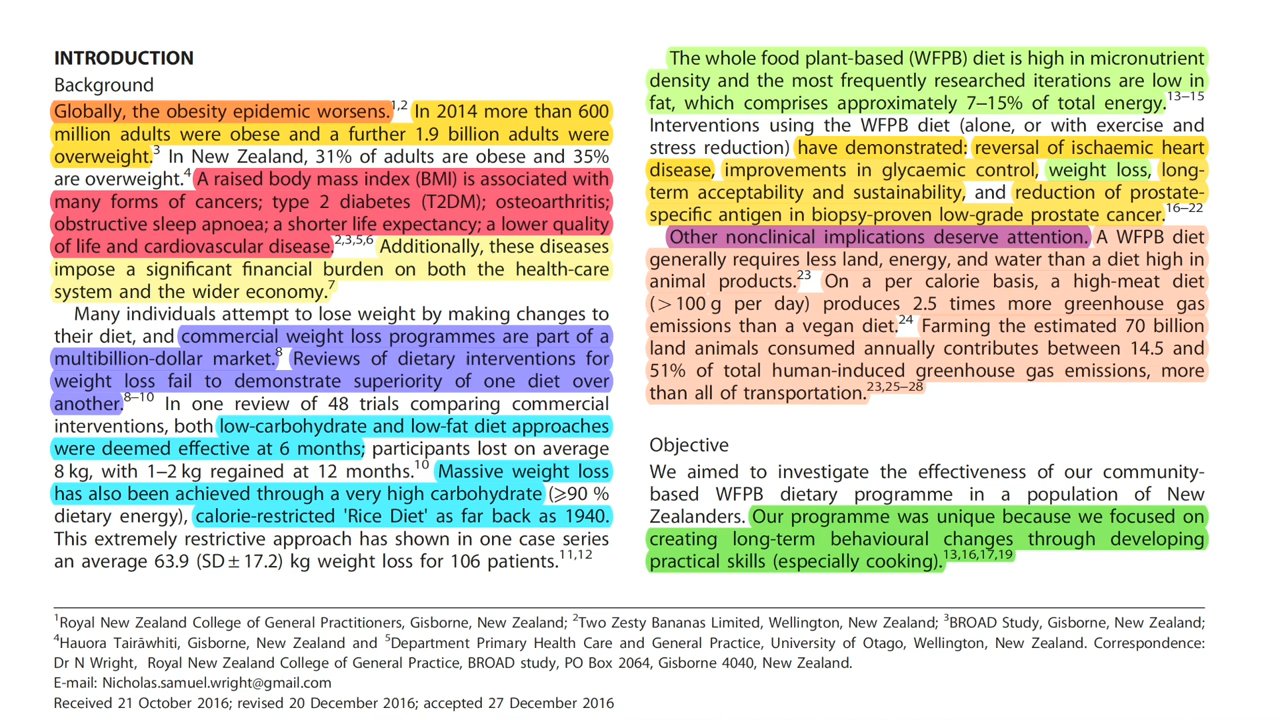 INTRODUCTION
Background
Globally, the obesity epidemic worsens.1,2 In 2014 more than 600
million adults were obese and a further 1.9 billion adults were
overweight.3 In New Zealand, 31% of adults are obese and 35%
are overweight.4 A raised body mass index (BMI) is associated with
many forms of cancers; type 2 diabetes (T2DM); osteoarthritis;
obstructive sleep apnoea; a shorter life expectancy; a lower quality
of life and cardiovascular disease.2,3,5,6 Additionally, these diseases
impose a significant financial burden on both the health-care
system and the wider economy.7
Many individuals attempt to lose weight by making changes to
their diet, and commercial weight loss programmes are part of a
multibillion-dollar market.8 Reviews of dietary interventions for
weight loss fail to demonstrate superiority of one diet over
another.8–10 In one review of 48 trials comparing commercial
interventions, both low-carbohydrate and low-fat diet approaches
were deemed effective at 6 months; participants lost on average
8 kg, with 1–2 kg regained at 12 months.10 Massive weight loss
has also been achieved through a very high carbohydrate (⩾90 %
dietary energy), calorie-restricted 'Rice Diet' as far back as 1940.
This extremely restrictive approach has shown in one case series
an average 63.9 (SD ± 17.2) kg weight loss for 106 patients.11,12
The whole food plant-based (WFPB) diet is high in micronutrient
density and the most frequently researched iterations are low in
fat, which comprises approximately 7–15% of total energy.13–15
Interventions using the WFPB diet (alone, or with exercise and
stress reduction) have demonstrated: reversal of ischaemic heart
disease, improvements in glycaemic control, weight loss, long-
term acceptability and sustainability, and reduction of prostate-
specific antigen in biopsy-proven low-grade prostate cancer.16–22
Other nonclinical implications deserve attention. A WFPB diet
generally requires less land, energy, and water than a diet high in
animal products.23 On a per calorie basis, a high-meat diet
(>100 g per day) produces 2.5 times more greenhouse gas
emissions than a vegan diet.24 Farming the estimated 70 billion
land animals consumed annually contributes between 14.5 and
51% of total human-induced greenhouse gas emissions, more
than all of transportation.23,25–28
Objective
We aimed to investigate the effectiveness of our community-
based WFPB dietary programme in a population of New
Zealanders. Our programme was unique because we focused on
creating long-term behavioural changes through developing
practical skills (especially cooking).13,16,17,19
1Royal New Zealand College of General Practitioners, Gisborne, New Zealand; 2Two Zesty Bananas Limited, Wellington, New Zealand; 3BROAD Study, Gisborne, New Zealand;
4Hauora Tairāwhiti, Gisborne, New Zealand and 5Department Primary Health Care and General Practice, University of Otago, Wellington, New Zealand. Correspondence:
Dr N Wright, Royal New Zealand College of General Practice, BROAD study, PO Box 2064, Gisborne 4040, New Zealand.
E-mail: Nicholas.samuel.wright@gmail.com
Received 21 October 2016; revised 20 December 2016; accepted 27 December 2016